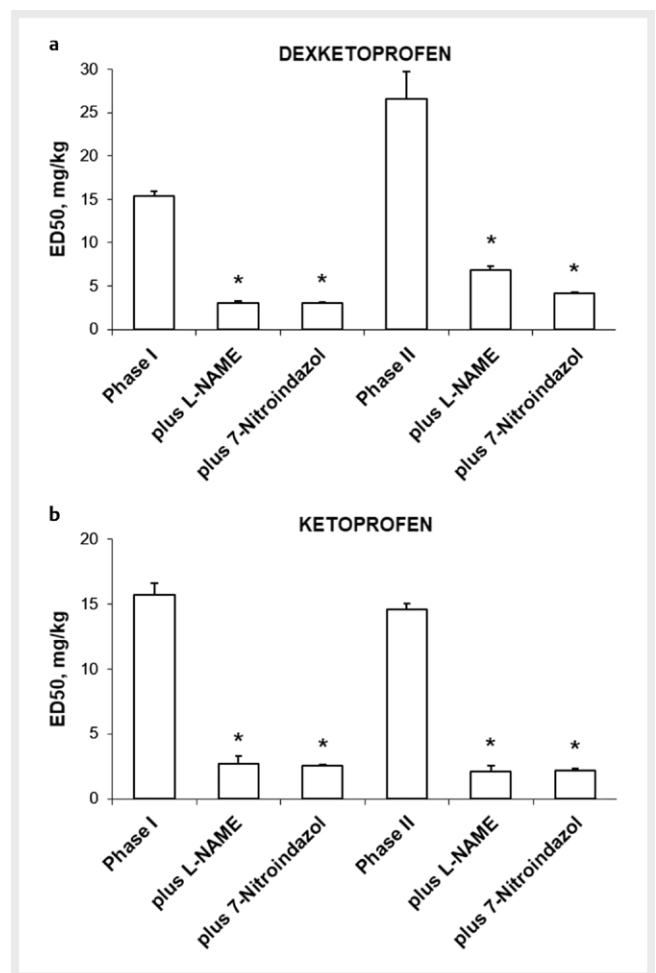 a
DEXKETOPROFEN
ED50, mg/kg
30
25
20
15
10
5
0
*
*
*
*
Phase I
plus L-NAME
plus 7-Nitroindazol
Phase II
plus L-NAME
plus 7-Nitroindazol
b
KETOPROFEN
ED50, mg/kg
20
15
10
5
0
*
*
*
*
Phase I
plus L-NAME
plus 7-Nitroindazol
Phase II
plus L-NAME
plus 7-Nitroindazol